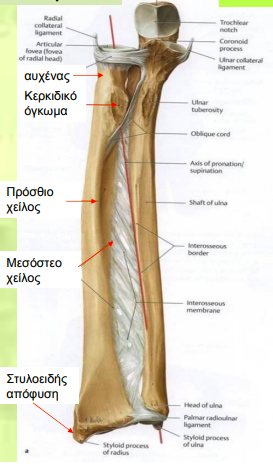 Radial
collateral
ligament
Articular
fovea (fovea
of radial head)
αυχένας
Κερκιδικό
όγκωμα
Πρόσθιο
χείλος
Μεσόστεο
χείλος
Στυλοειδής
απόφυση
Styloid process
of radius
a
Trochlear
notch
Coronoid
process
Ulnar collateral
ligament
Ulnar
tuberosity
Oblique cord
Axis of pronation/
supination
Shaft of ulna
Interosseous
border
Interosseous
membrane
Head of ulna
Palmar radioulnar
ligament
Styloid process
of ulna